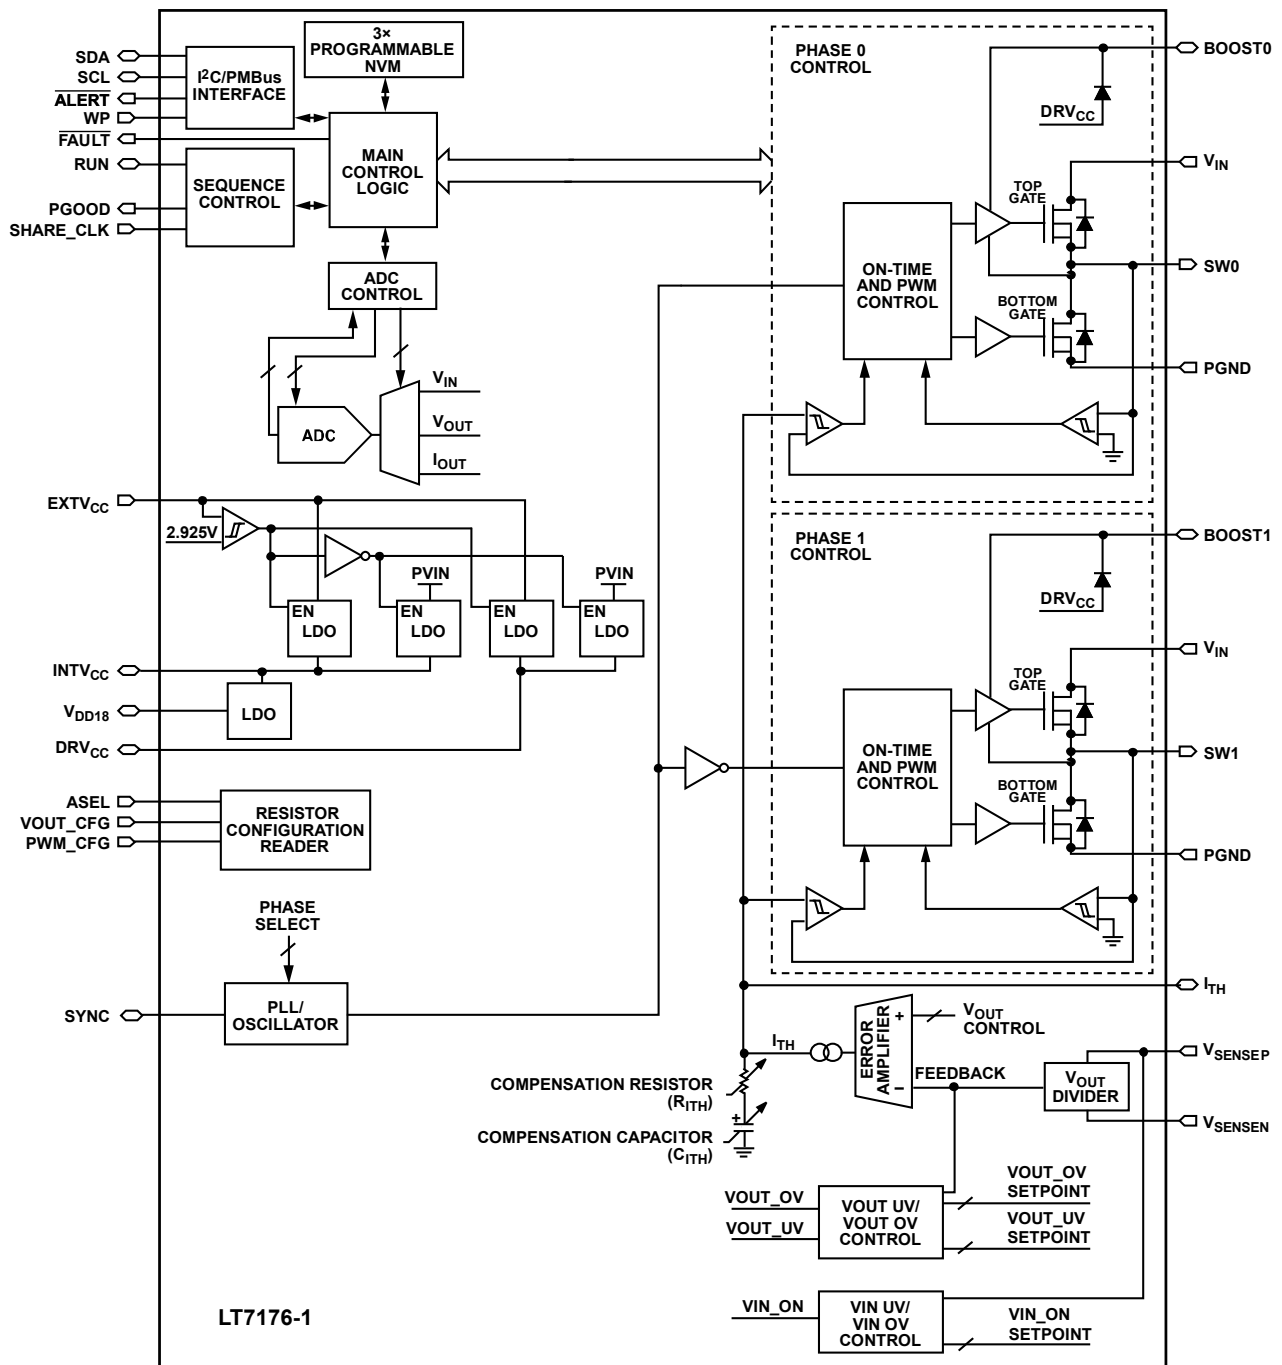 SDA
SCL
ALERT
WP
FAULT
RUN
PGOOD
SHARE_CLK
I²C/PMBus
INTERFACE
SEQUENCE
CONTROL
3×
PROGRAMMABLE
NVM
MAIN
CONTROL
LOGIC
ADC
CONTROL
ADC
VIN
VOUT
IOUT
EXTVCC
2.925V
EN
LDO
PVIN
EN
LDO
EN
LDO
PVIN
EN
LDO
INTVCC
LDO
VDD18
DRVCC
ASEL
VOUT_CFG
PWM_CFG
RESISTOR
CONFIGURATION
READER
PHASE
SELECT
SYNC
PLL/
OSCILLATOR
PHASE 0
CONTROL
BOOST0
DRVCC
VIN
TOP
GATE
ON-TIME
AND PWM
CONTROL
SW0
BOTTOM
GATE
PGND
PHASE 1
CONTROL
BOOST1
DRVCC
VIN
TOP
GATE
ON-TIME
AND PWM
CONTROL
SW1
BOTTOM
GATE
PGND
ITH
ITH
ERROR
AMPLIFIER
+
−
VOUT
CONTROL
FEEDBACK
VOUT
DIVIDER
VSENSEP
VSENSEN
COMPENSATION RESISTOR
(RITH)
+
COMPENSATION CAPACITOR
(CITH)
VOUT_OV
VOUT_UV
VOUT UV/
VOUT OV
CONTROL
VOUT_OV
SETPOINT
VOUT_UV
SETPOINT
VIN_ON
VIN UV/
VIN OV
CONTROL
VIN_ON
SETPOINT
LT7176-1